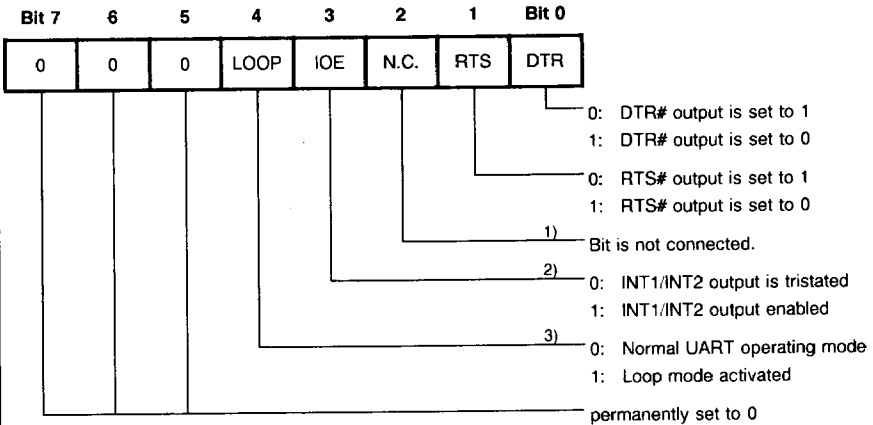 Bit 7 6 5 4 3 2 1 Bit 0
0 0 0 LOOP IOE N.C. RTS DTR
0: DTR# output is set to 1
1: DTR# output is set to 0
0: RTS# output is set to 1
1: RTS# output is set to 0
1) Bit is not connected.
2) 0: INT1/INT2 output is tristated
1: INT1/INT2 output enabled
3) 0: Normal UART operating mode
1: Loop mode activated
permanently set to 0